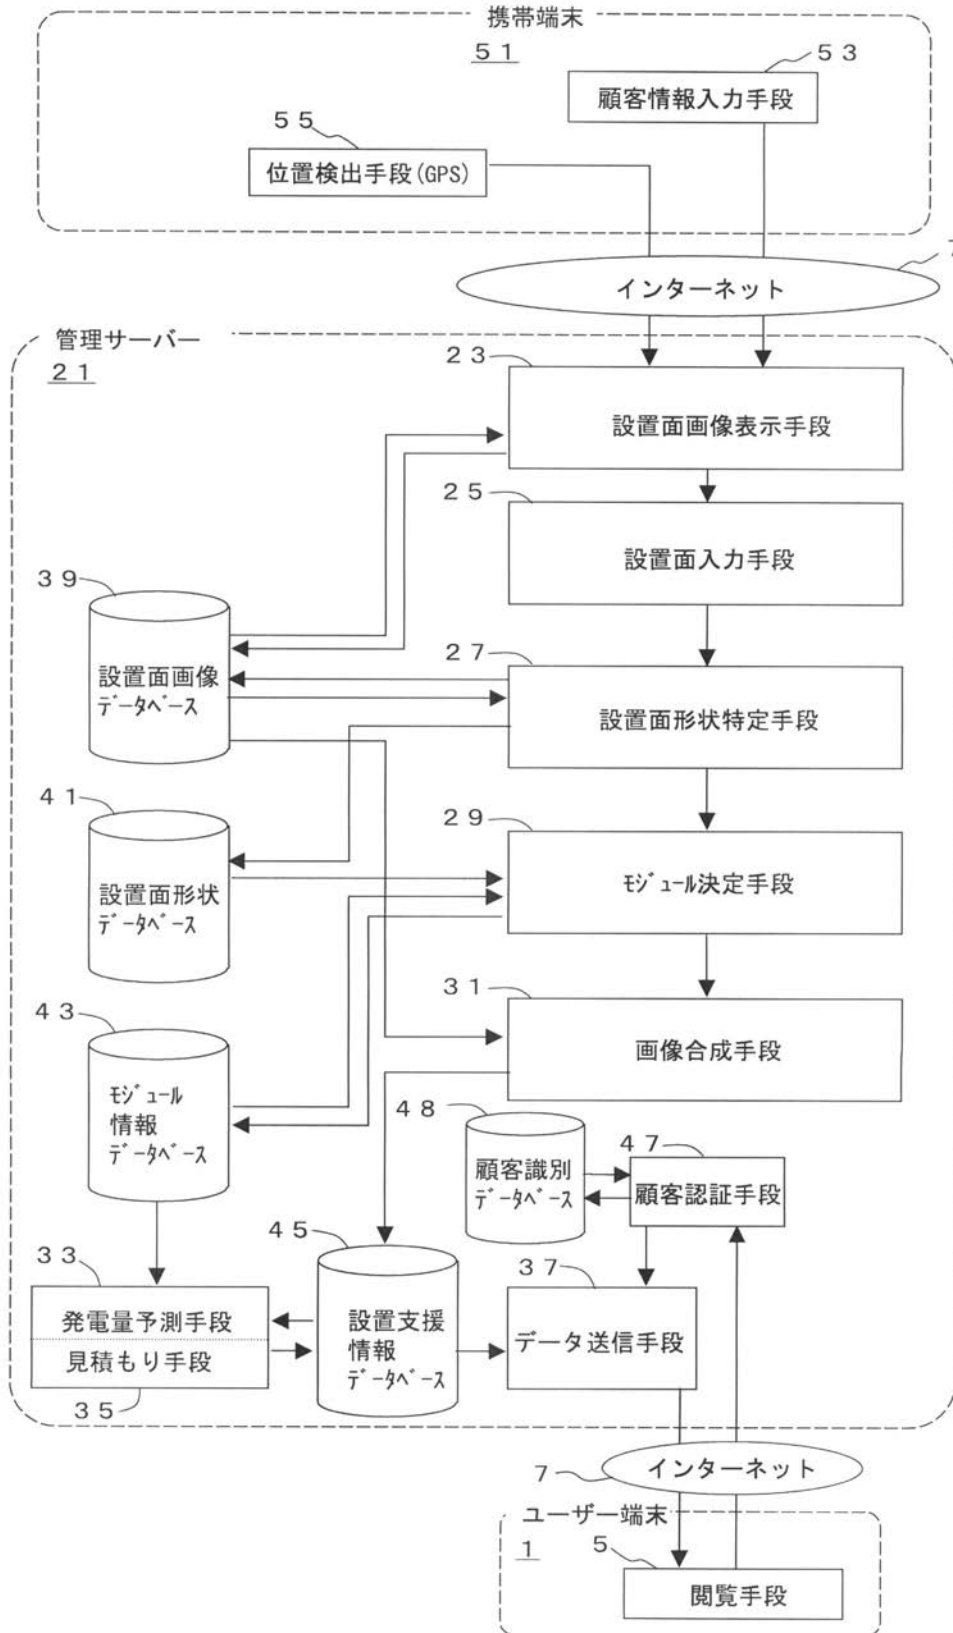 携帯端末
５１
５３
顧客情報入力手段
５５
位置検出手段(GPS)
7
インターネット
管理サーバー
２１
２３
設置面画像表示手段
２５
設置面入力手段
３９
設置面画像
ﾃﾞｰﾀﾍﾞｰｽ
２７
設置面形状特定手段
４１
設置面形状
ﾃﾞｰﾀﾍﾞｰｽ
２９
ﾓｼﾞｭｰﾙ決定手段
３１
画像合成手段
４３
ﾓｼﾞｭｰﾙ
情報
ﾃﾞｰﾀﾍﾞｰｽ
４８
顧客識別
ﾃﾞｰﾀﾍﾞｰｽ
４７
顧客認証手段
３３
発電量予測手段
見積もり手段
３５
４５
設置支援
情報
ﾃﾞｰﾀﾍﾞｰｽ
３７
データ送信手段
７
インターネット
ユーザー端末
１
５
閲覧手段